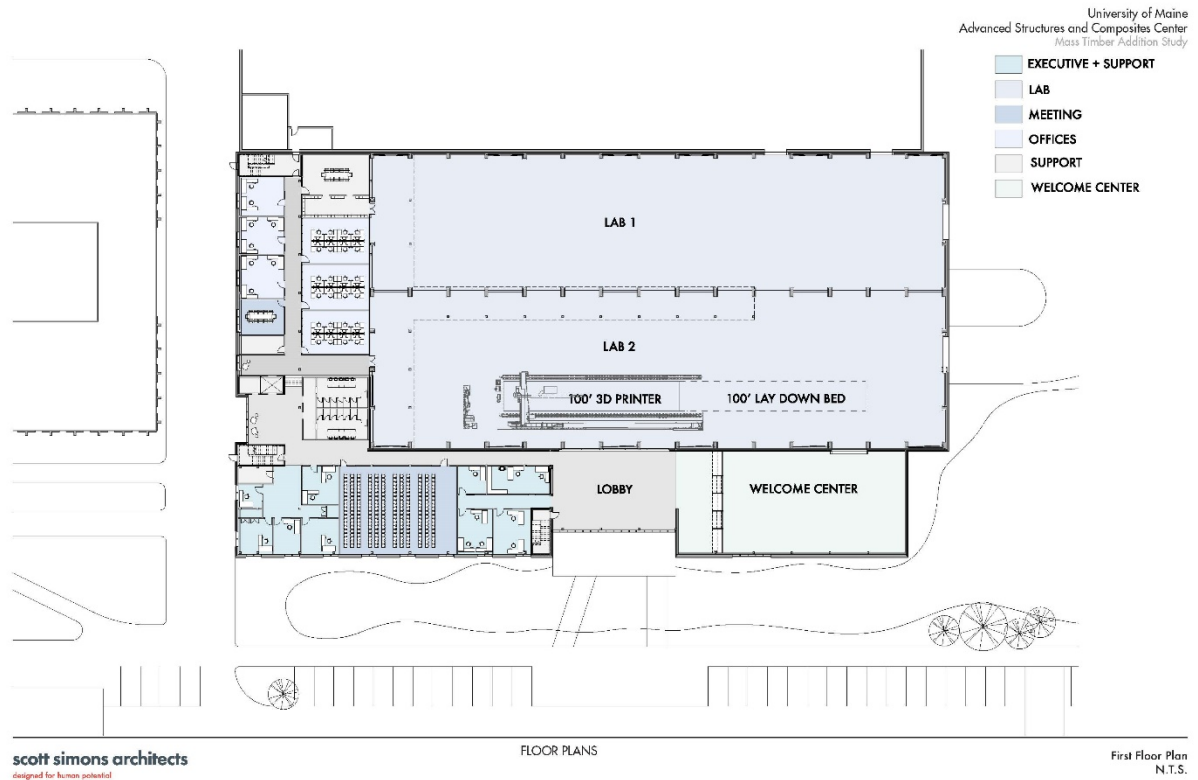 University of Maine
Advanced Structures and Composites Center
Mass Timber Addition Study
EXECUTIVE + SUPPORT
LAB
MEETING
OFFICES
SUPPORT
WELCOME CENTER
LAB 1
LAB 2
100' 3D PRINTER
100' LAY DOWN BED
LOBBY
WELCOME CENTER
scott simons architects
designed for human potential
FLOOR PLANS
First Floor Plan
N.T.S.